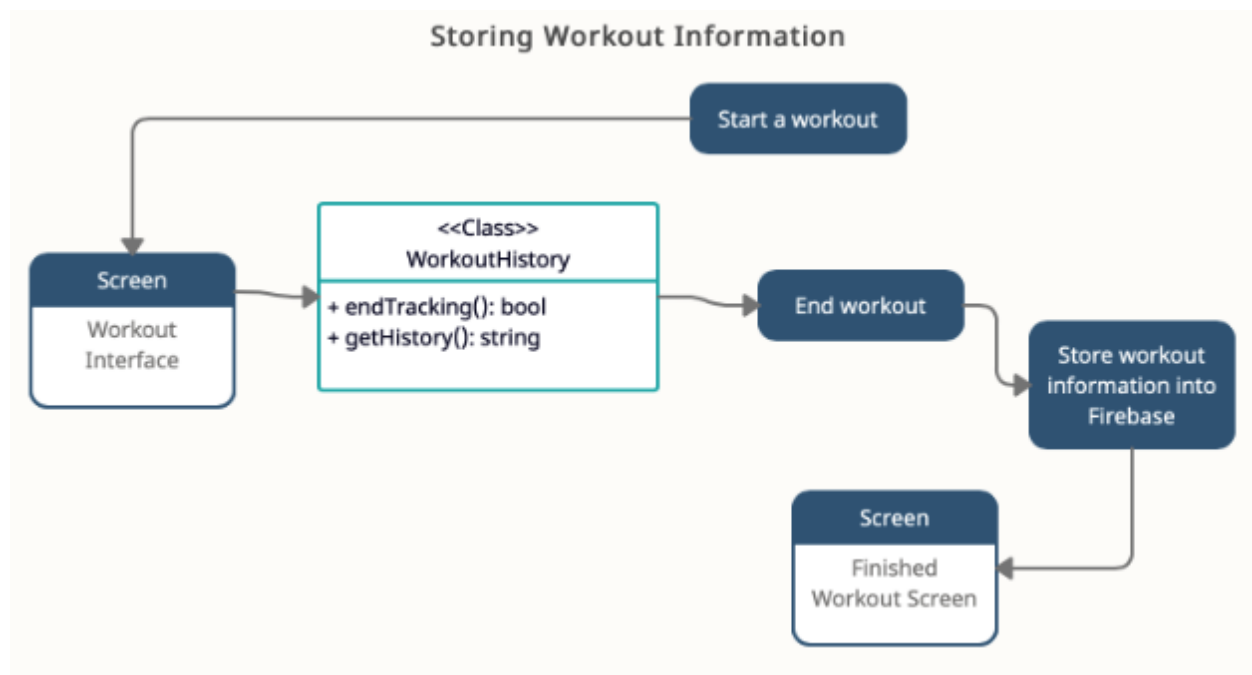 Storing Workout Information
Start a workout
Screen
Workout
Interface
<<Class>>
WorkoutHistory
+ endTracking(): bool
+ getHistory(): string
End workout
Store workout
information into
Firebase
Screen
Finished
Workout Screen